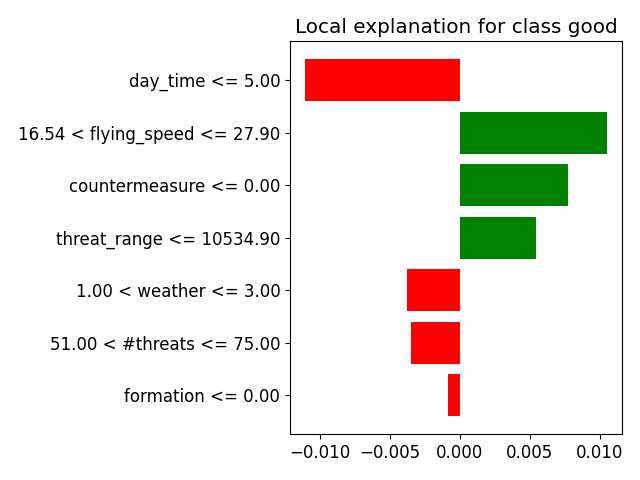 Local explanation for class good
day_time <= 5.00
16.54 < flying_speed <= 27.90
countermeasure <= 0.00
threat_range <= 10534.90
1.00 < weather <= 3.00
51.00 < #threats <= 75.00
formation <= 0.00
−0.010 −0.005 0.000 0.005 0.010